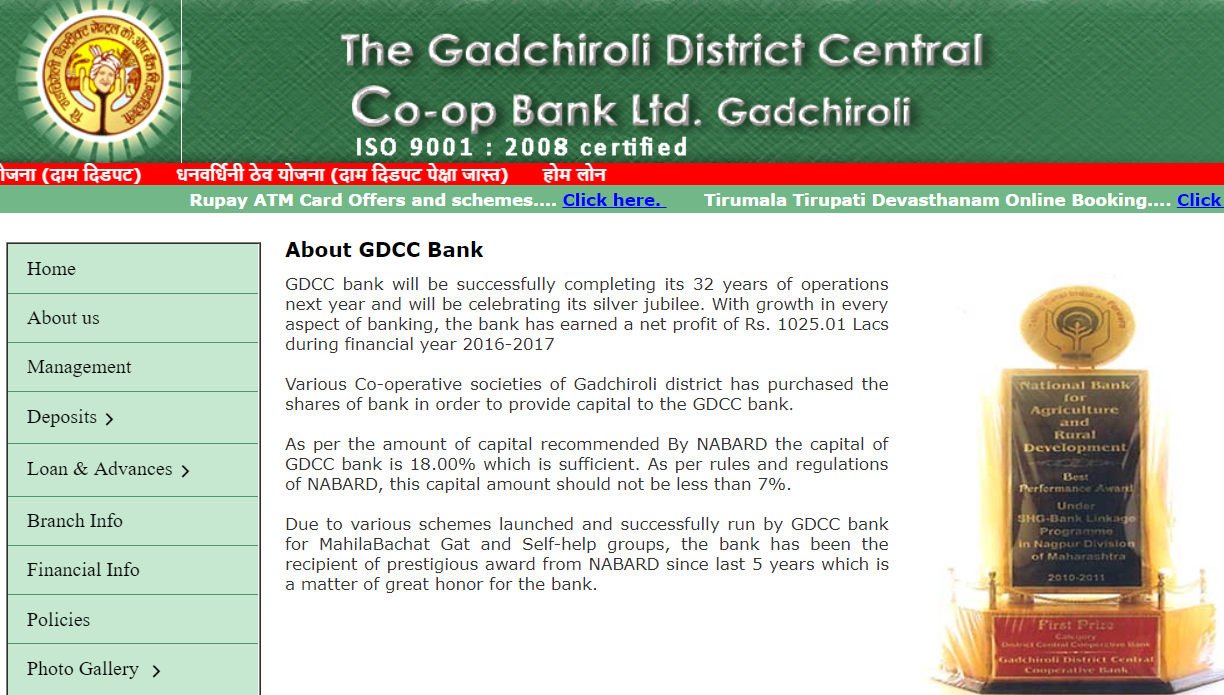 The Gadchiroli District Central
Co-op Bank Ltd. Gadchiroli
ISO 9001 : 2008 certified
योजना (दाम दिडपट) धनवर्धिनी ठेव योजना (दाम दिडपट पेक्षा जास्त) होम लोन
Rupay ATM Card Offers and schemes.... Click here. Tirumala Tirupati Devasthanam Online Booking.... Click
Home
About us
Management
Deposits
Loan & Advances
Branch Info
Financial Info
Policies
Photo Gallery
About GDCC Bank
GDCC bank will be successfully completing its 32 years of operations
next year and will be celebrating its silver jubilee. With growth in every
aspect of banking, the bank has earned a net profit of Rs. 1025.01 Lacs
during financial year 2016-2017
Various Co-operative societies of Gadchiroli district has purchased the
shares of bank in order to provide capital to the GDCC bank.
As per the amount of capital recommended By NABARD the capital of
GDCC bank is 18.00% which is sufficient. As per rules and regulations
of NABARD, this capital amount should not be less than 7%.
Due to various schemes launched and successfully run by GDCC bank
for MahilaBachat Gat and Self-help groups, the bank has been the
recipient of prestigious award from NABARD since last 5 years which is
a matter of great honor for the bank.
National Bank
for
Agriculture
and
Rural
Development
Best
Performance Award
Under
SHG-Bank Linkage
Programme
in Nagpur Division
of Maharashtra
2010-2011
First Prize
Category
District Central Cooperative Bank
Gadchiroli District Central
Cooperative Bank